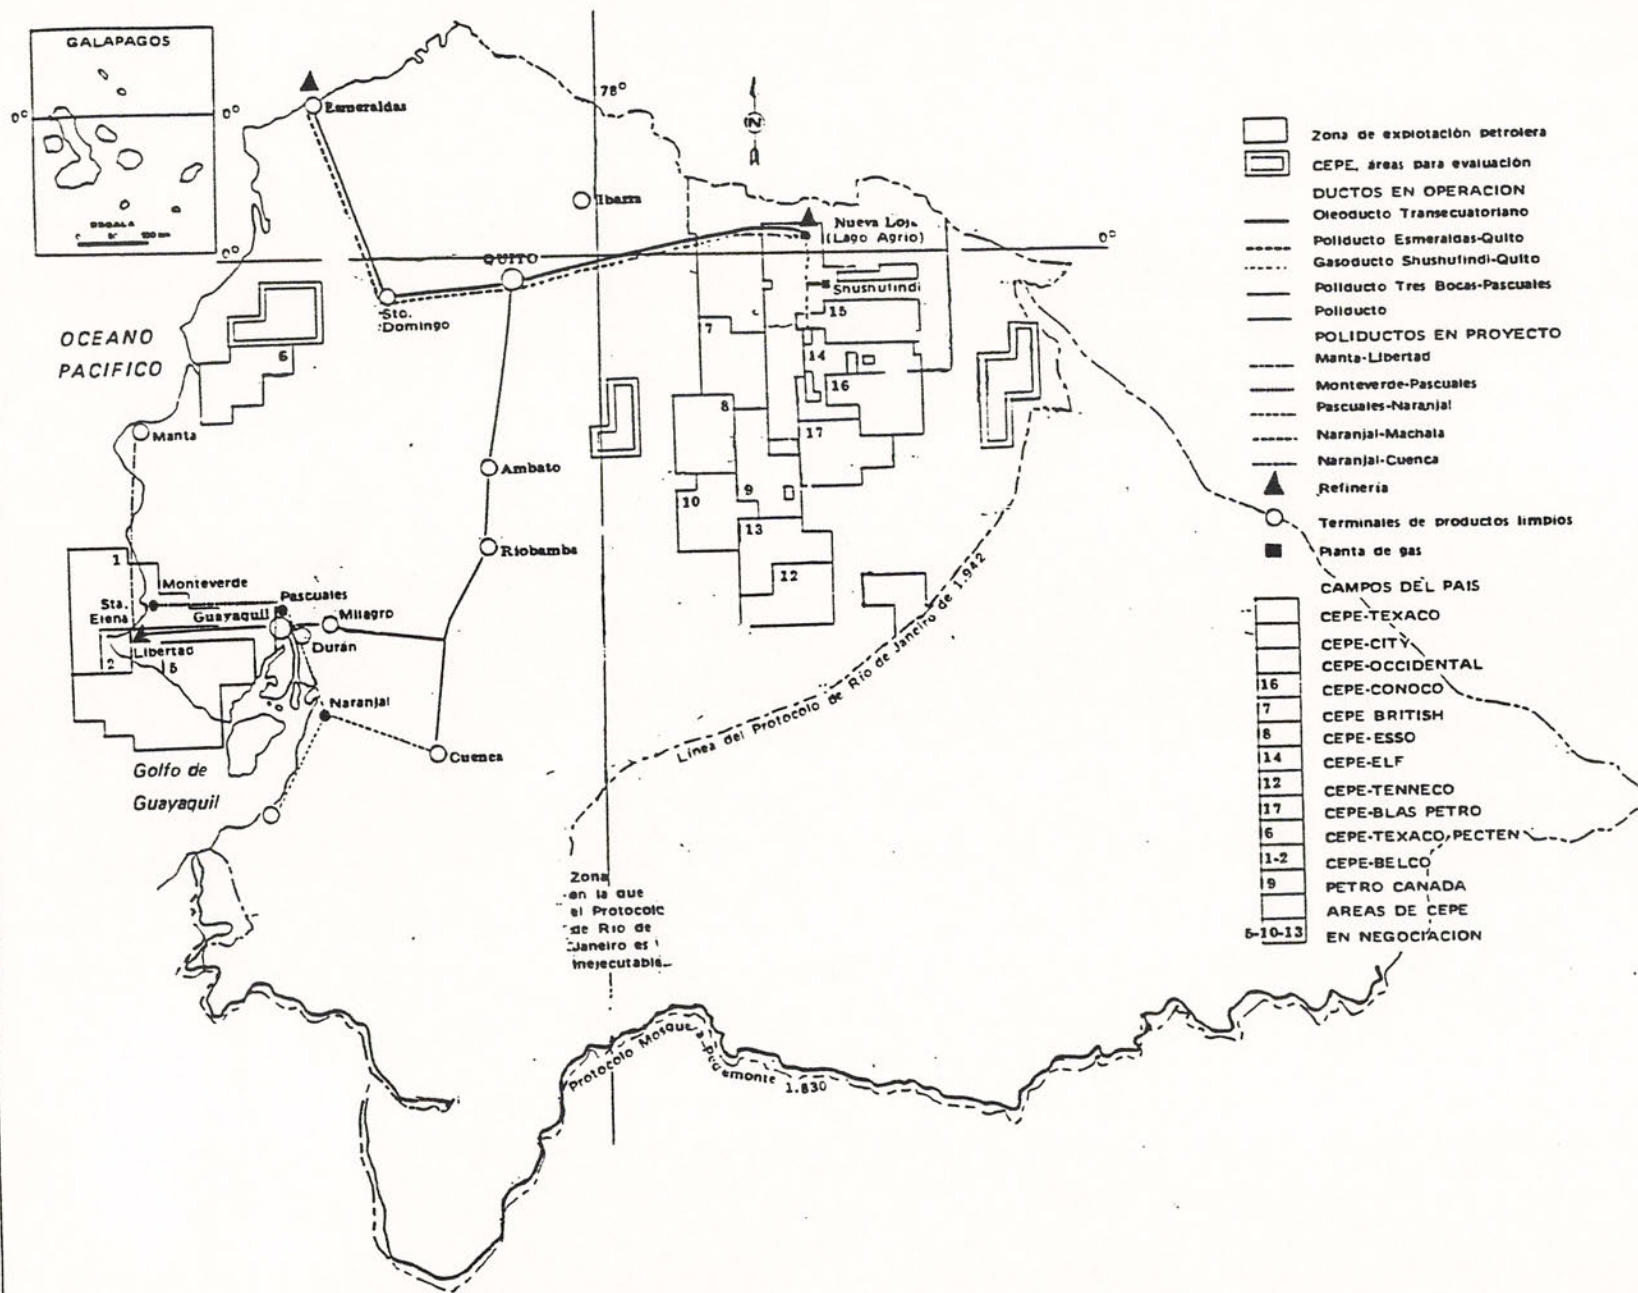 GALAPAGOS
0°
0°
ESCALA
0 50 100 km
0°
78°
0°
N
Esmeraldas
Ibarra
Nueva Loja
(Lago Agrio)
QUITO
Sto.
Domingo
Shushufindi
OCEANO
PACIFICO
15
7
6
14
16
8
17
Manta
Ambato
10
9
13
Riobamba
12
1
Monteverde
Sta.
Elena
Pascuales
Guayaquil
Milagro
Durán
Libertad
2
5
Naranjal
Cuenca
Golfo de
Guayaquil
Línea del Protocolo de Río de Janeiro de 1.942
Zona
en la que
el Protocolo
de Rio de
Janeiro es
inejecutable
Protocolo Mosquera Pedemonte 1.830
Zona de explotación petrolera
CEPE, áreas para evaluación
DUCTOS EN OPERACION
Oleoducto Transecuatoriano
Poliducto Esmeraldas-Quito
Gasoducto Shushufindi-Quito
Poliducto Tres Bocas-Pascuales
Poliducto
POLIDUCTOS EN PROYECTO
Manta-Libertad
Monteverde-Pascuales
Pascuales-Naranjal
Naranjal-Machala
Naranjal-Cuenca
Refinería
Terminales de productos limpios
Planta de gas
CAMPOS DEL PAIS
CEPE-TEXACO
CEPE-CITY
CEPE-OCCIDENTAL
16 CEPE-CONOCO
7 CEPE BRITISH
8 CEPE-ESSO
14 CEPE-ELF
12 CEPE-TENNECO
17 CEPE-BLAS PETRO
6 CEPE-TEXACO,PECTEN
1-2 CEPE-BELCO
9 PETRO CANADA
AREAS DE CEPE
5-10-13 EN NEGOCIACION